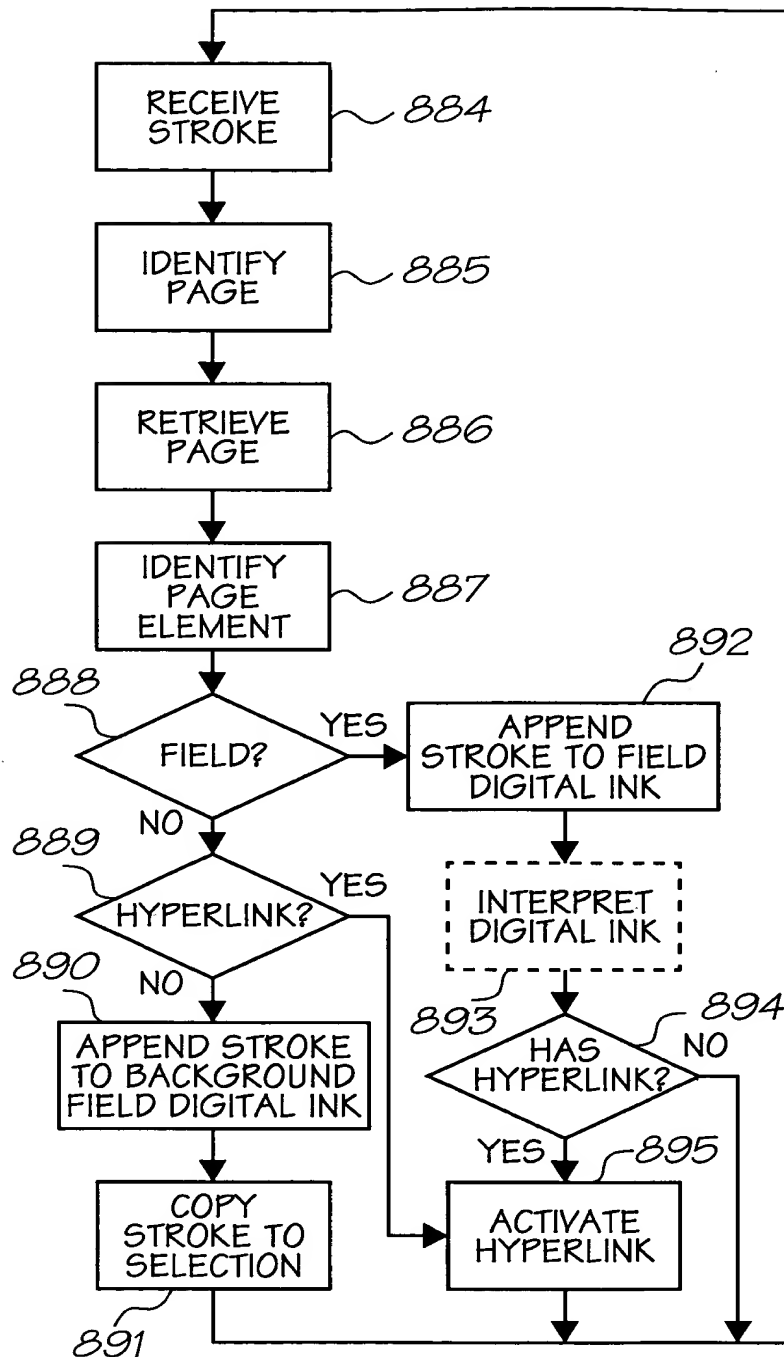 RECEIVE
STROKE
884
IDENTIFY
PAGE
885
RETRIEVE
PAGE
886
IDENTIFY
PAGE
ELEMENT
887
888
FIELD?
YES
NO
892
APPEND
STROKE TO FIELD
DIGITAL INK
889
HYPERLINK?
YES
NO
INTERPRET
DIGITAL INK
893
890
APPEND STROKE
TO BACKGROUND
FIELD DIGITAL INK
894
HAS
HYPERLINK?
NO
YES
895
COPY
STROKE TO
SELECTION
891
ACTIVATE
HYPERLINK